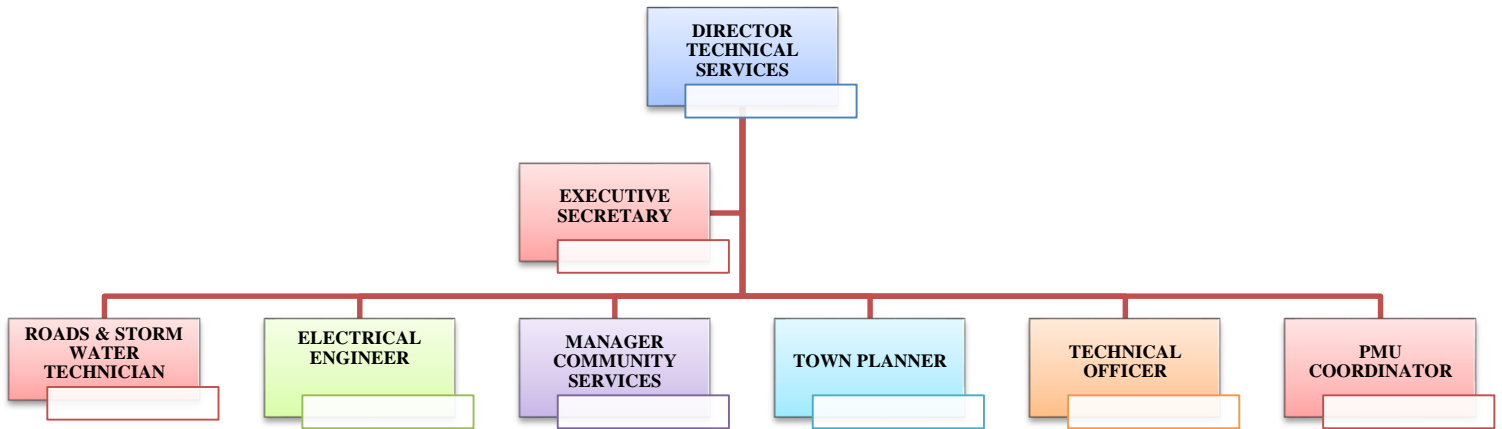 DIRECTOR
TECHNICAL
SERVICES
EXECUTIVE
SECRETARY
ROADS & STORM
WATER
TECHNICIAN
ELECTRICAL
ENGINEER
MANAGER
COMMUNITY
SERVICES
TOWN PLANNER
TECHNICAL
OFFICER
PMU
COORDINATOR